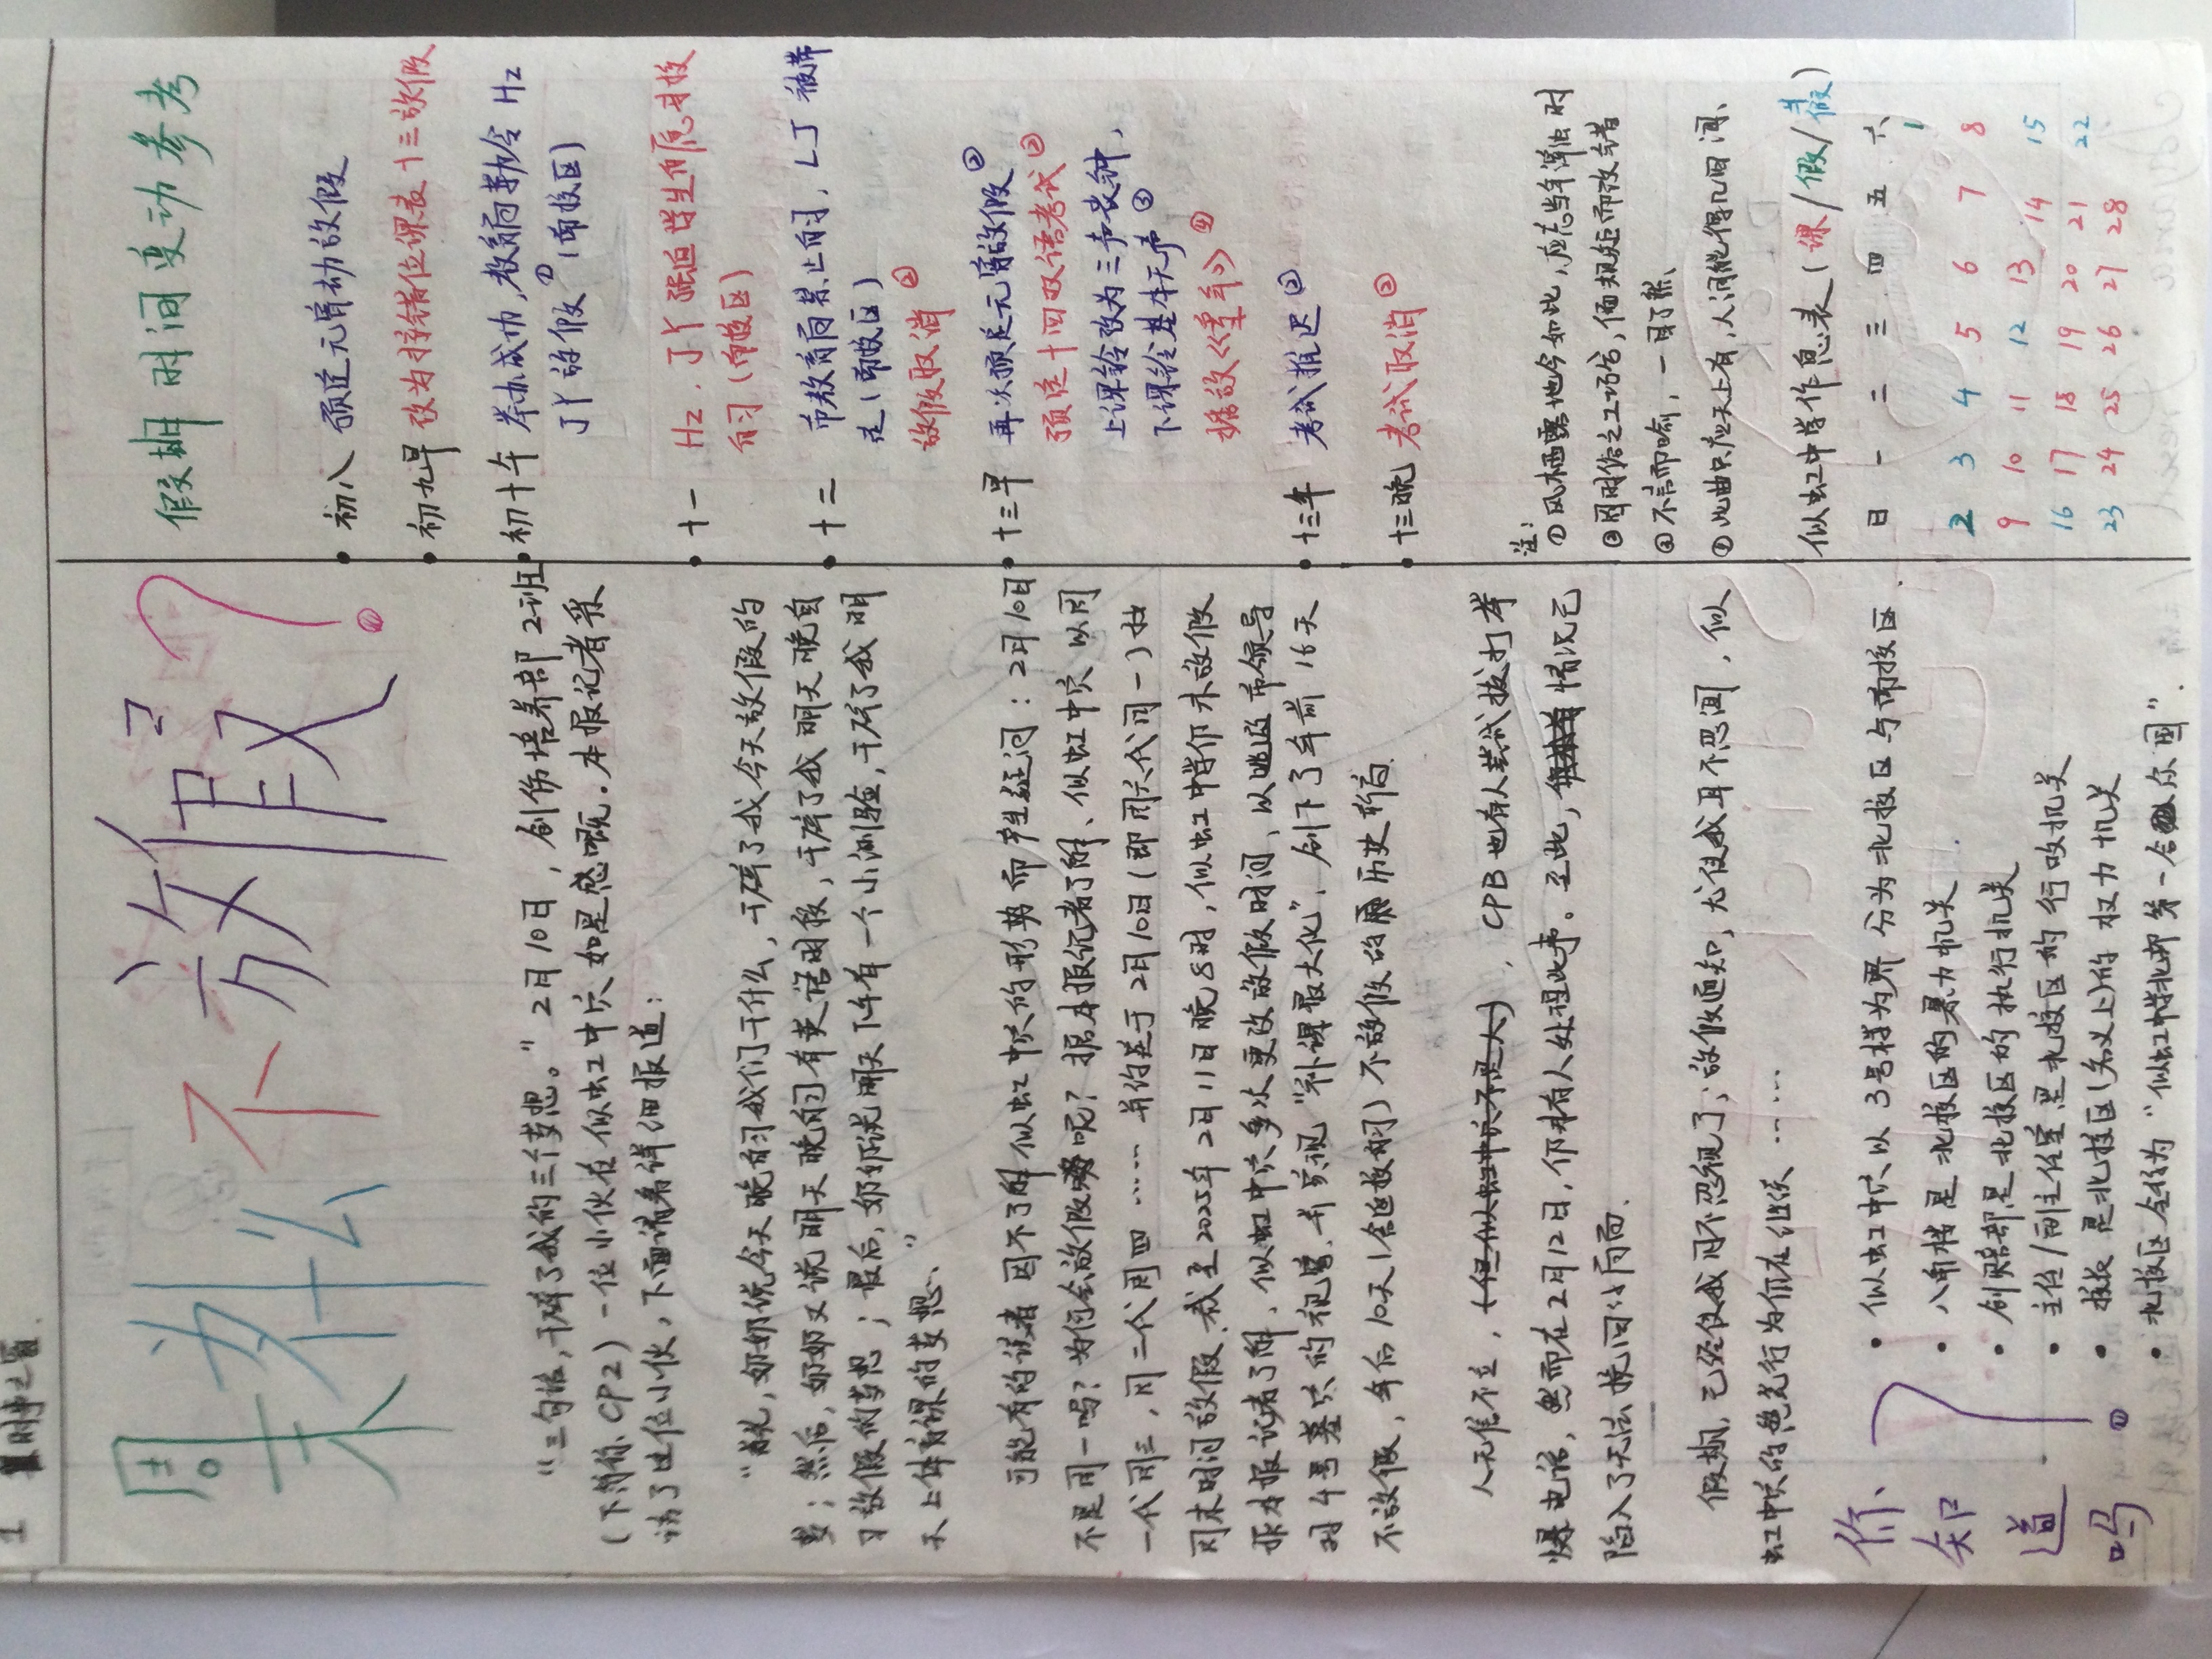 1 时事之窗.
周末为什么不放假?
“三句话,干碎了我的三个梦想。”2月10日,创伤培养部2班
(下简称CP2)一位小伙在似虹中穴如是感慨.本报记者采
访了这位小伙,下面请看详细报道:
“首先,奶奶说今天晚自习我们干什么,干碎了我今天放假的
梦;然后,奶奶又说明天晚自习有英语时报,干碎了我明天晚自
习放假的梦想;最后,奶奶说明天下午有一个小测验,干碎了我明
天上体育课的梦想.”
可能有的读者因不了解似虹中穴的形势而产生疑问:2月10日
不是周一吗?为何会放假呢?据本报记者了解、似虹中穴以周
一代周三,周二代周四……并约定于2月10日(即周六代周一)按
周末时间放假.截至2025年2月11日晚8时,似虹中学仍未放假
据本报记者了解,似虹中穴多次更改放假时间,以逃避市领导
对4号墓穴的视察.并实现“补课最大化”,创下了年前16天
不放假,年后10天(含返校自习)不放假的历史新高.
人无信不立,(但似虹中穴不是人),CPB也有人尝试拨打举
爆电话,然而在2月12日,仍未有人处理此事。至此,情况已
陷入了无法挽回的局面.
假期,已经使我目不忍视了;放假通知,尤使我耳不忍闻,似
虹中穴的行为仍在继续……
你知道吗?
• 似虹中穴以3号楼为界分为北校区与南校区.
• 八角楼是北校区的暴力机关.
• 创赔部是北校区的执行机关
• 主任/副主任室是北校区的行政机关
• 校长是北校区(名义上)的权力机关
• 北校区全称为“似虹中学北部第一合众国”.
假期时间变动参考
初八 预定元宵动放假
初九早 改为按错位课表十三放假
初十午 举办成功,教育局勒令Hz
JY放假①(南校区)
十一 Hz.JY强迫学生自愿到校
自习(南校区)
十二 市教育局禁止自习,LJ被带
走(南校区)
放假取消②
十三早 再次预定元宵放假②
预定十四双语考试②
上课铃改为三声丧钟,
下课铃基本无声③
播放《童年》④
十三午 考试推迟②
十三晚 考试取消②
注:
①风栖露地今如此,应忘当年泽浊时
②固时俗之工巧兮,偭规矩而改错
③不言而喻,一目了然
④此曲只应天上有,人间能得几回闻、
似虹中学作息表(课/假/半假)
日 一 二 三 四 五 六
1
2 3 4 5 6 7 8
9 10 11 12 13 14 15
16 17 18 19 20 21 22
23 24 25 26 27 28